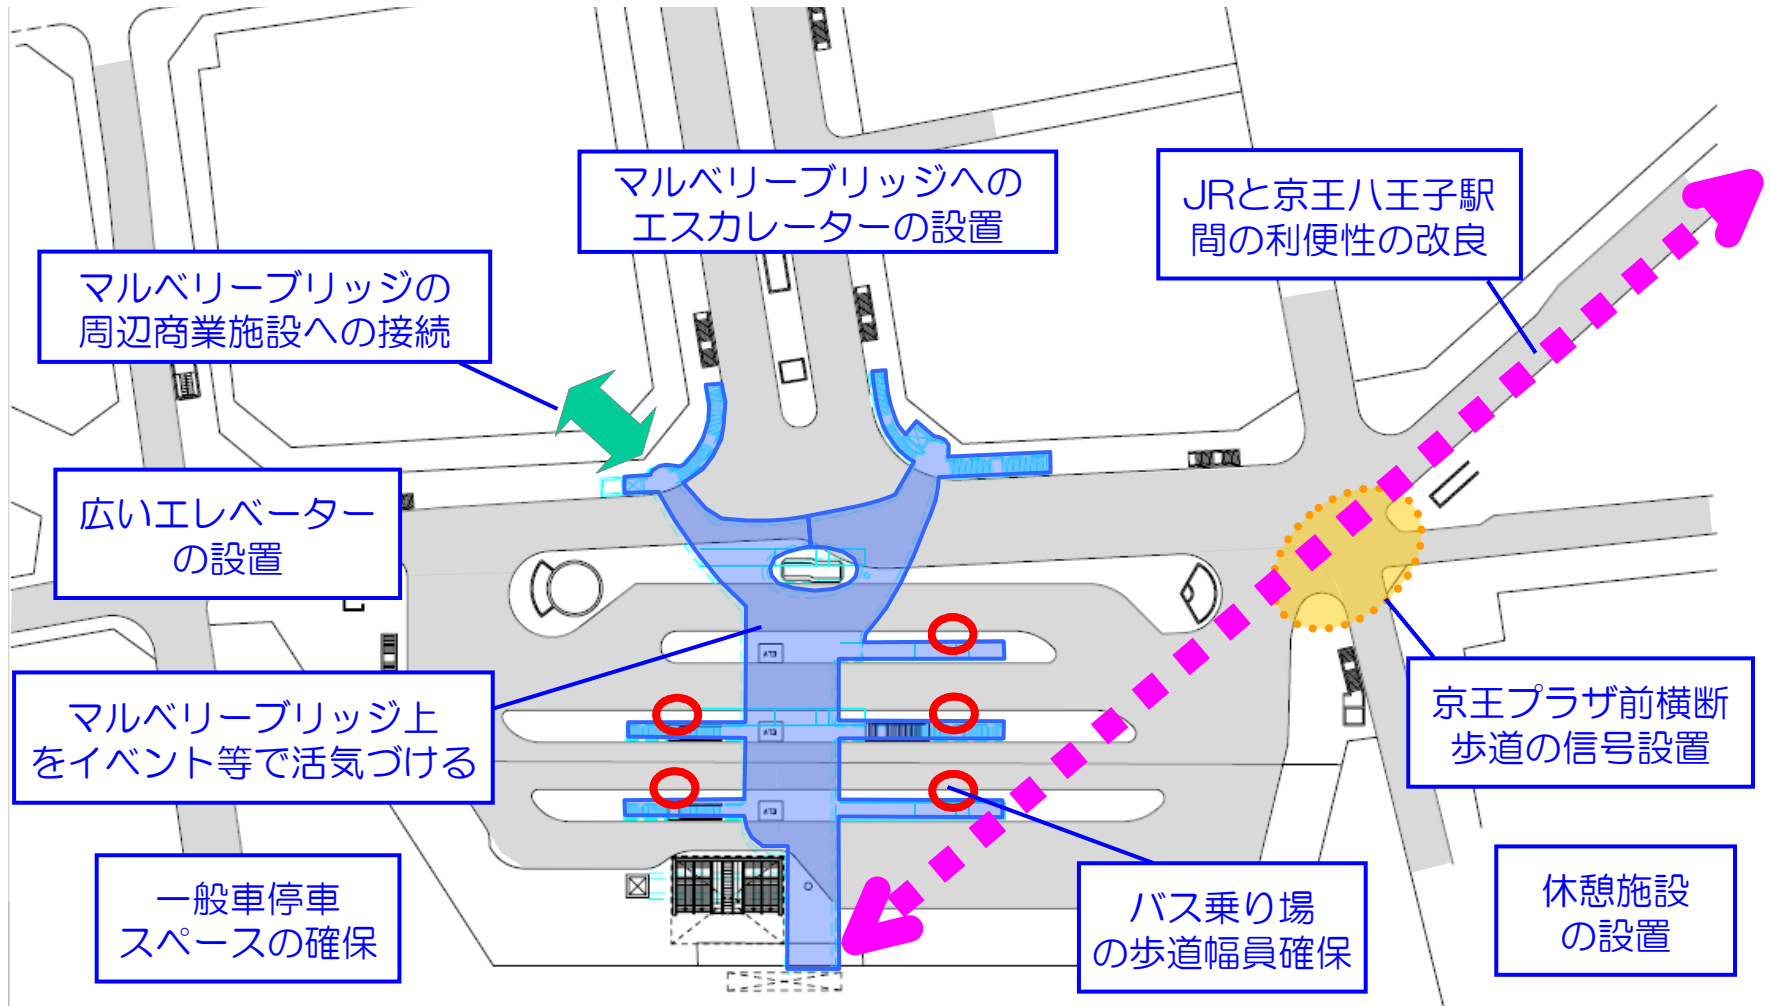 マルベリーブリッジへの
エスカレーターの設置
JRと京王八王子駅
間の利便性の改良
マルベリーブリッジの
周辺商業施設への接続
広いエレベーター
の設置
マルベリーブリッジ上
をイベント等で活気づける
京王プラザ前横断
歩道の信号設置
一般車停車
スペースの確保
バス乗り場
の歩道幅員確保
休憩施設
の設置